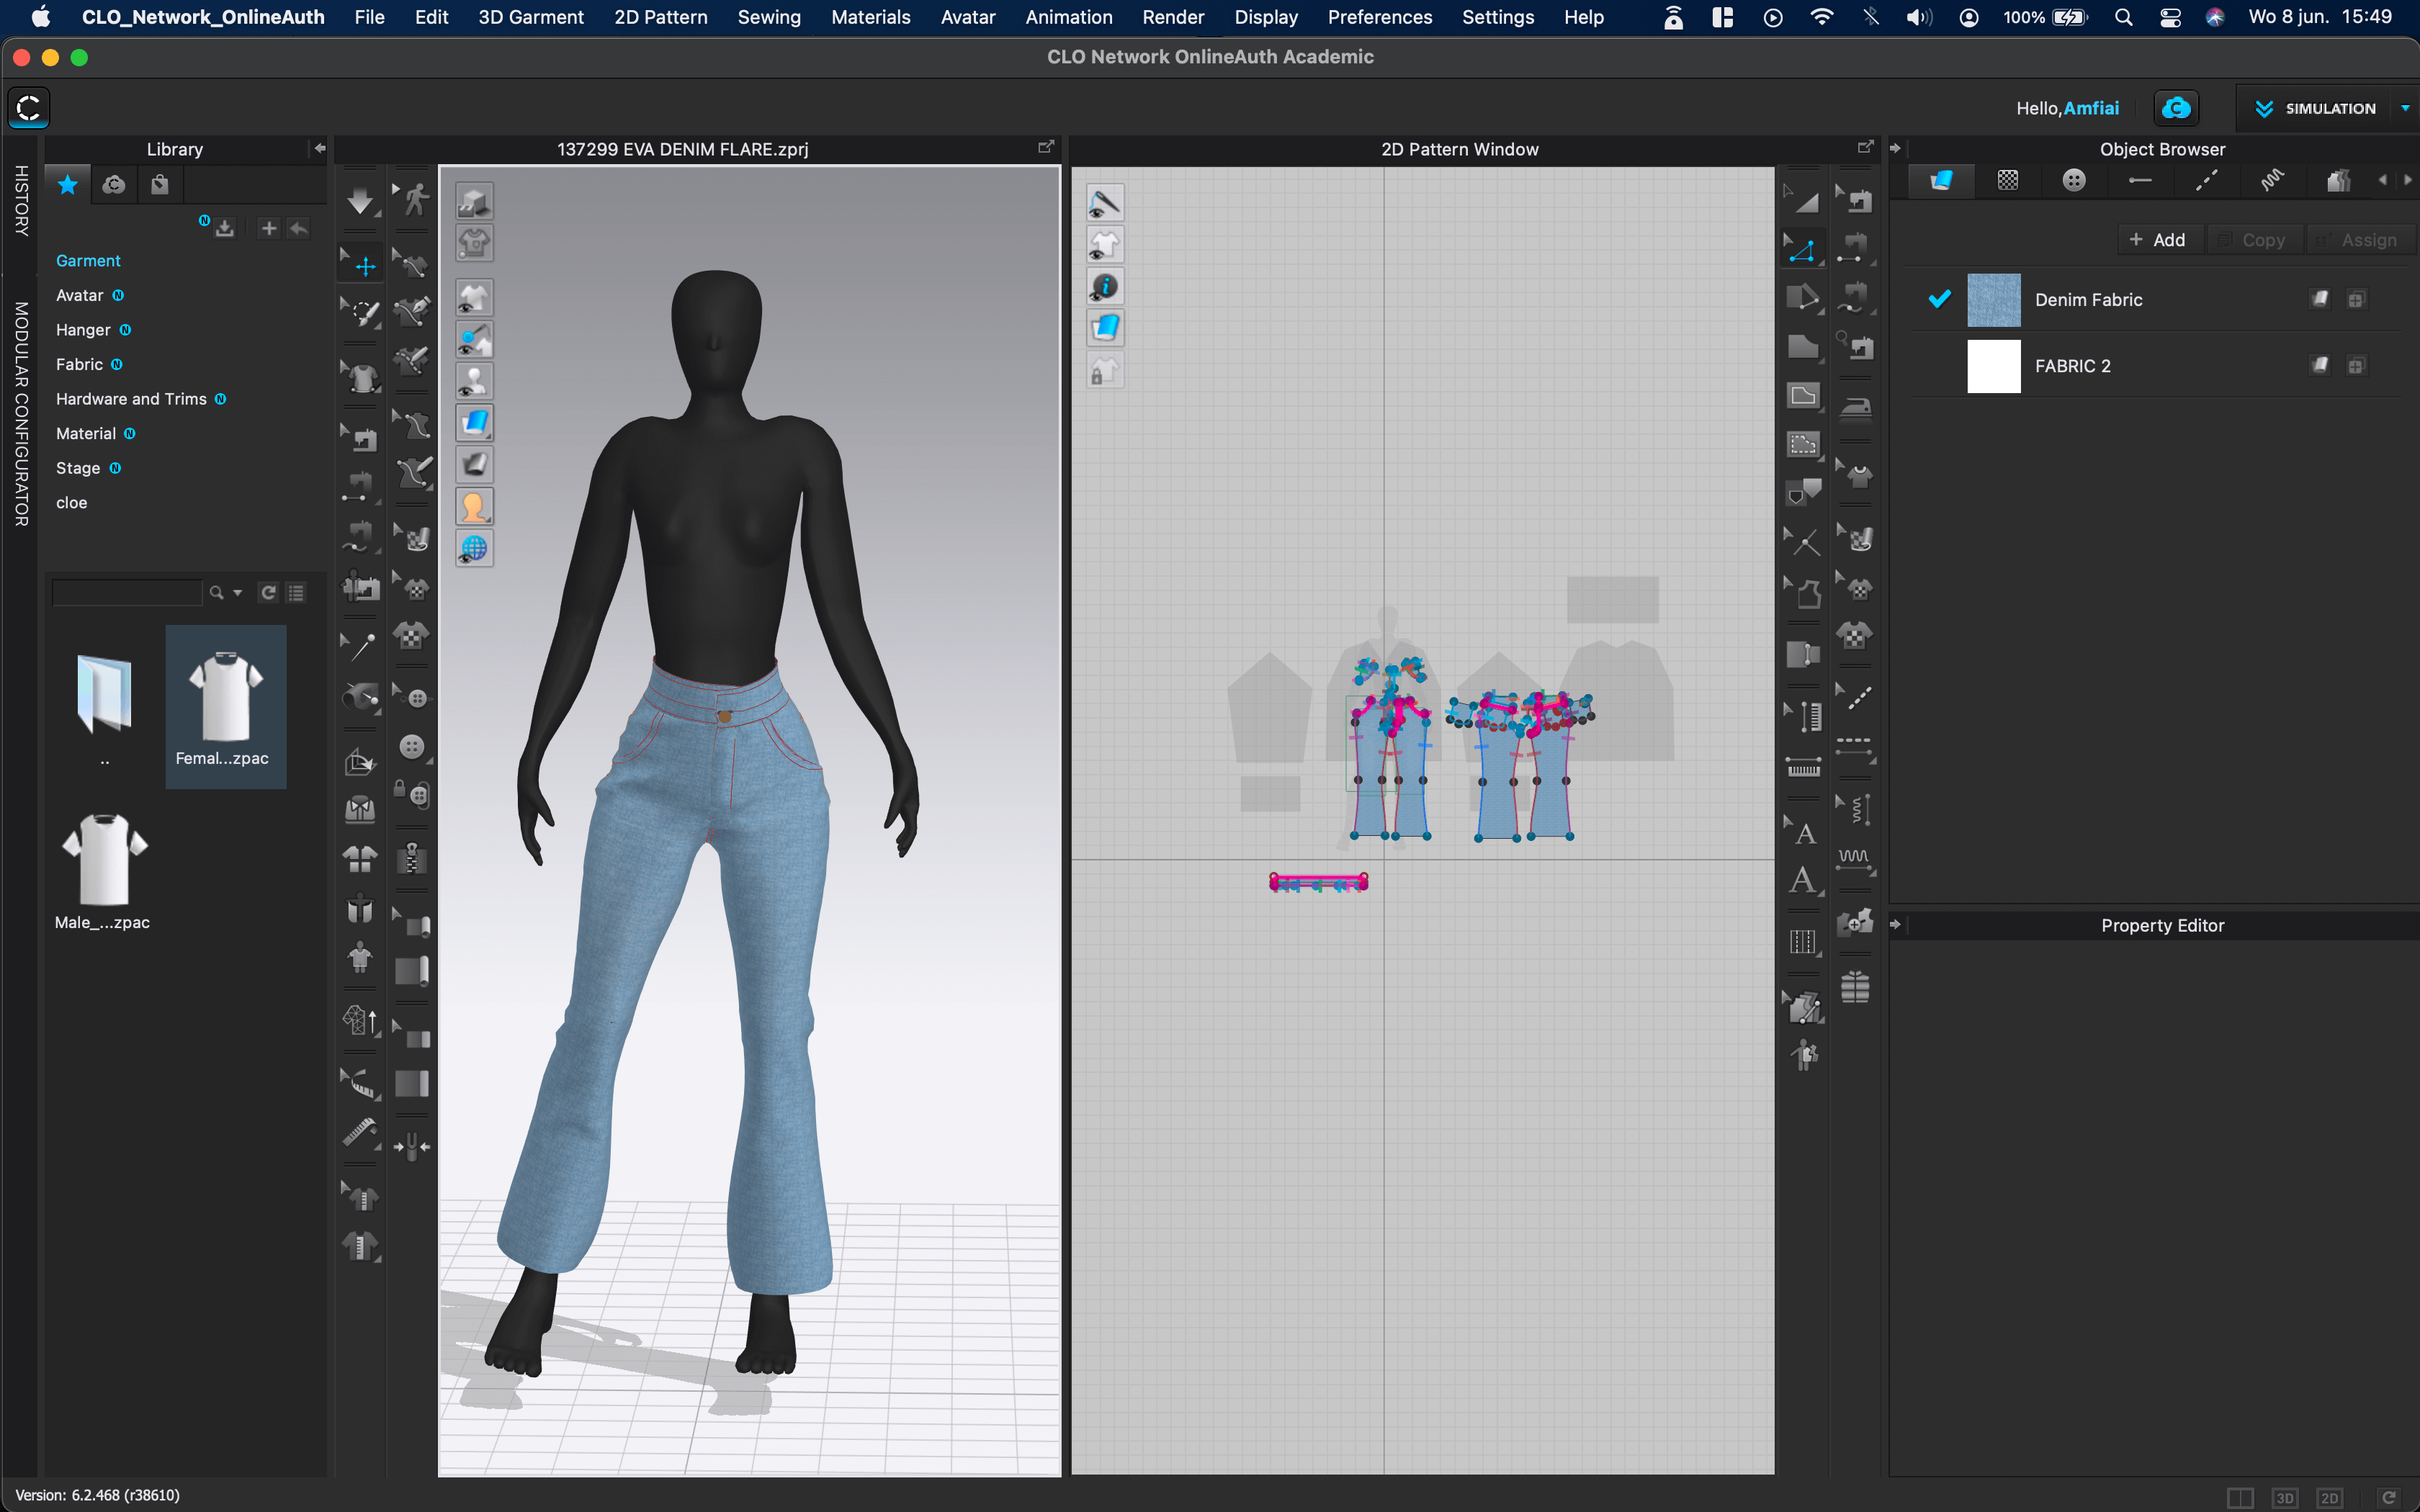 CLO_Network_OnlineAuth File Edit 3D Garment 2D Pattern Sewing Materials Avatar Animation Render Display Preferences Settings Help 100% Wo 8 jun. 15:49
CLO Network OnlineAuth Academic
Hello,Amfiai
SIMULATION
HISTORY
MODULAR CONFIGURATOR
Library
Garment
Avatar N
Hanger N
Fabric N
Hardware and Trims N
Material N
Stage N
cloe
..
Femal...zpac
Male_...zpac
137299 EVA DENIM FLARE.zprj
2D Pattern Window
A
A
Object Browser
+ Add Copy Assign
Denim Fabric
FABRIC 2
Property Editor
Version: 6.2.468 (r38610)
3D 2D